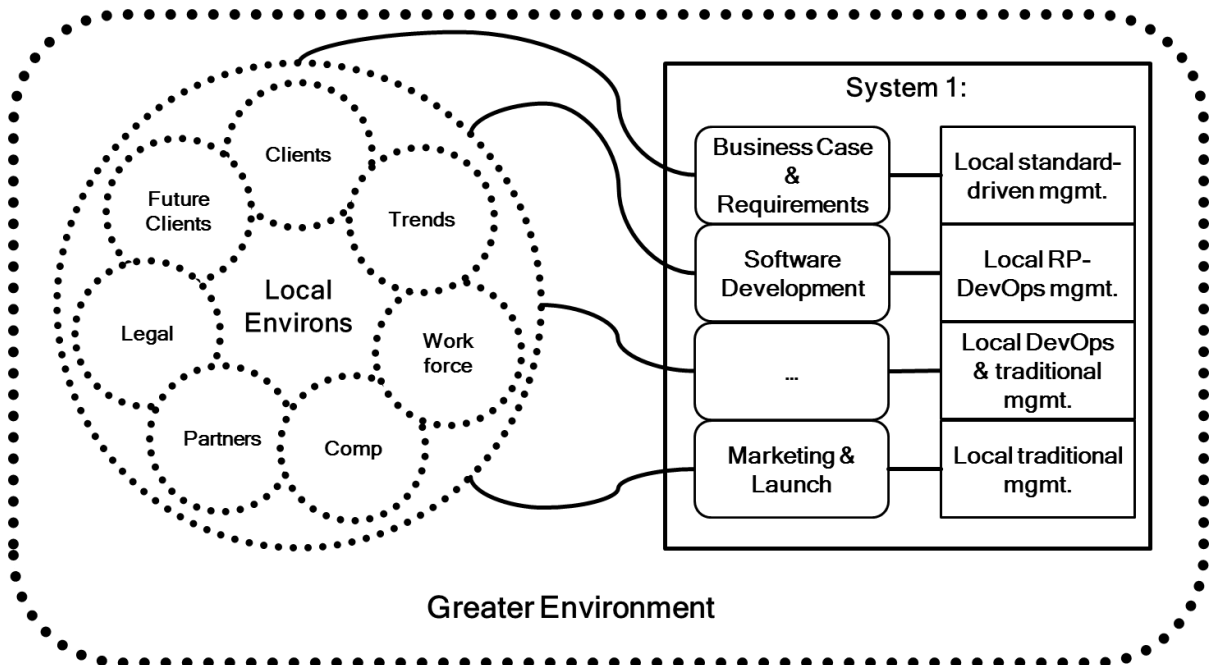 Clients
Future
Clients
Trends
Local
Environs
Legal
Work
force
Partners
Comp
System 1:
Business Case
&
Requirements
Local standard-
driven mgmt.
Software
Development
Local RP-
DevOps mgmt.
...
Local DevOps
& traditional
mgmt.
Marketing &
Launch
Local traditional
mgmt.
Greater Environment